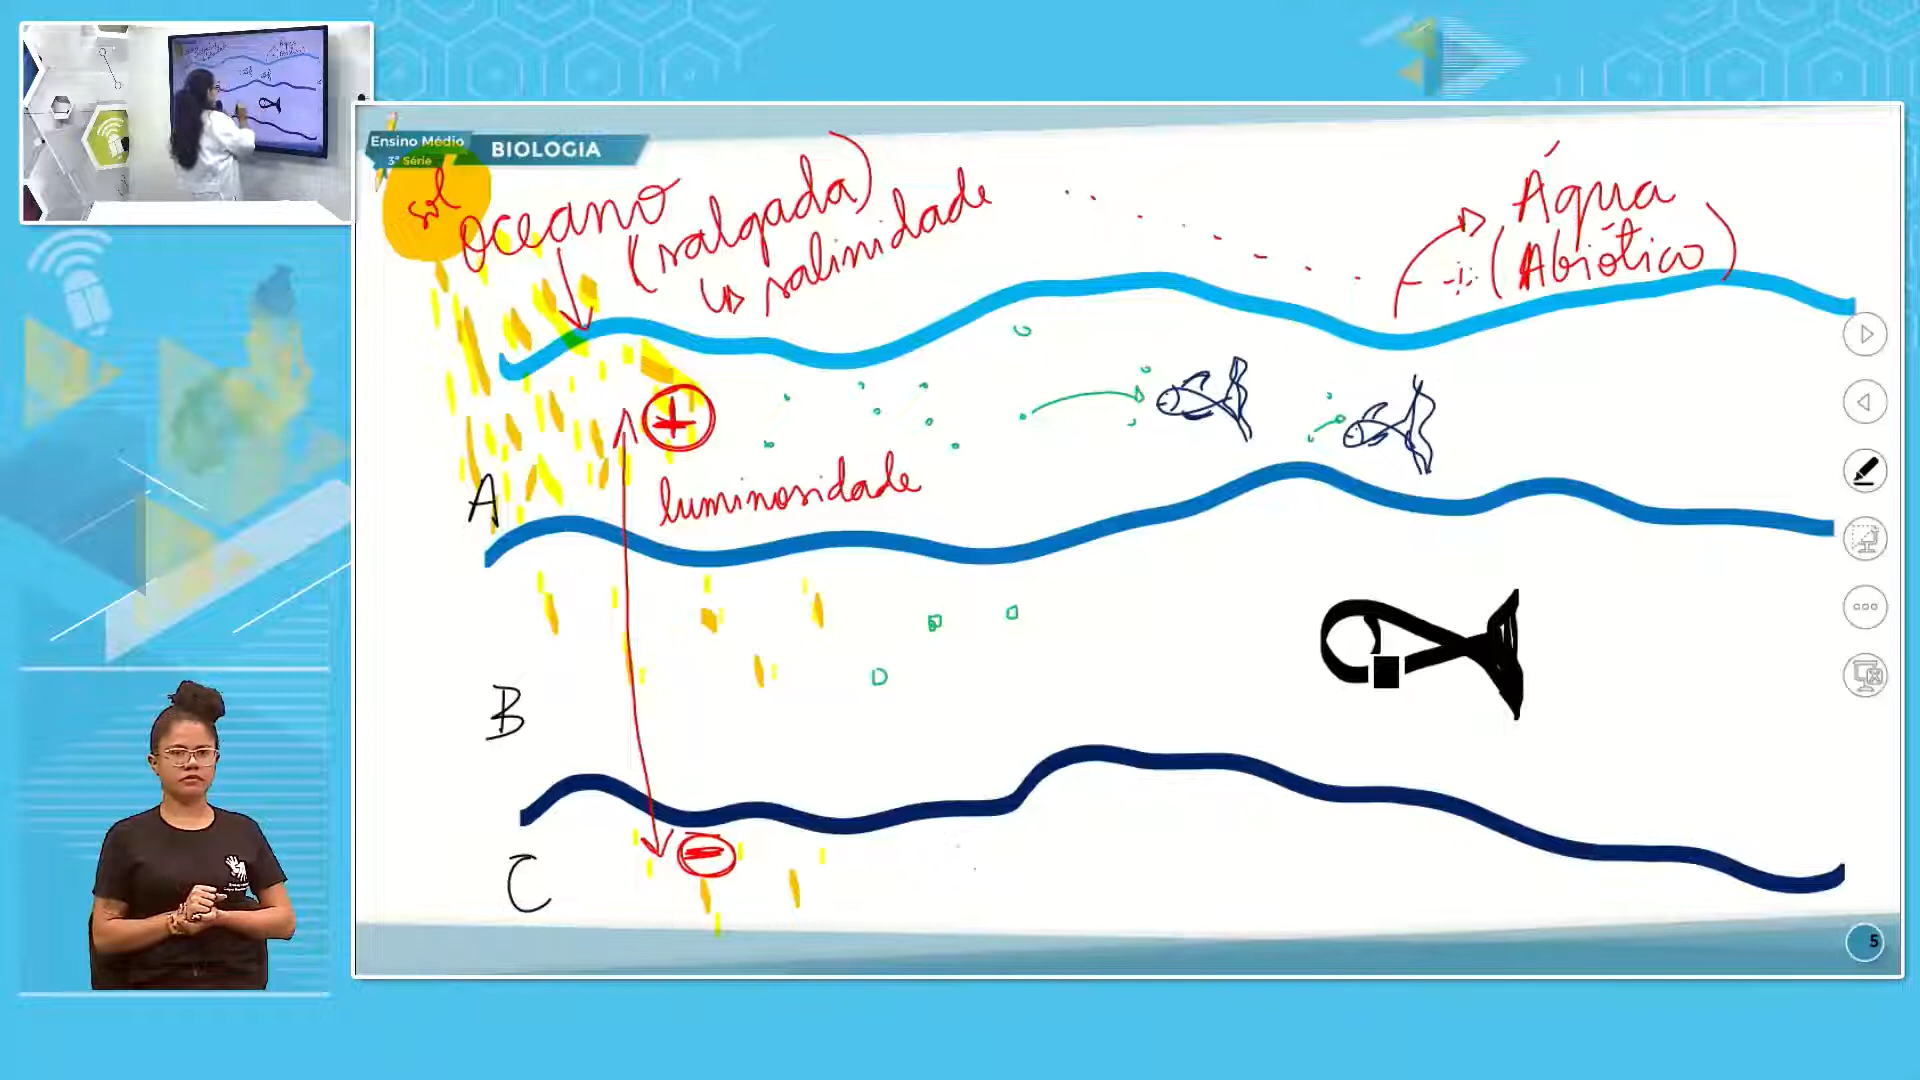 Ensino Médio
3ª Série
BIOLOGIA
sol
oceano
(salgada)
↳ salinidade
Água
(Abiótico)
+
luminosidade
A
B
C
-
5